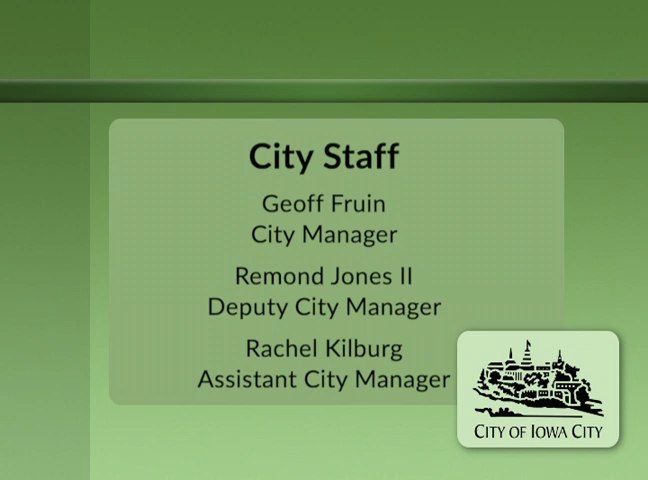 City Staff
Geoff Fruin
City Manager
Remond Jones II
Deputy City Manager
Rachel Kilburg
Assistant City Manager
CITY OF IOWA CITY